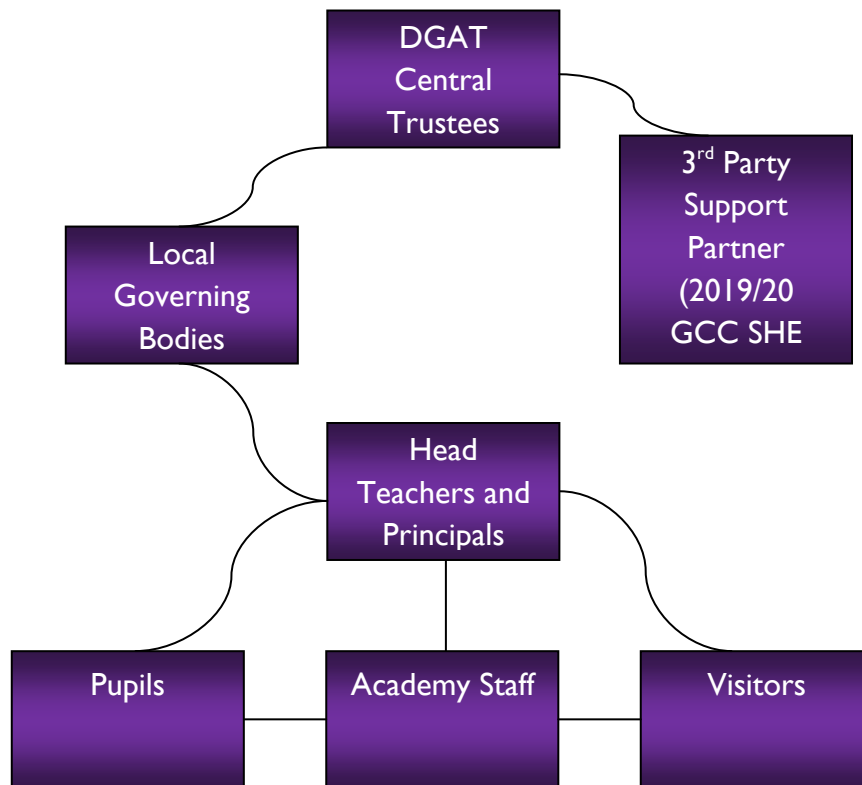 DGAT
Central
Trustees
3rd Party
Support
Partner
(2019/20
GCC SHE
Local
Governing
Bodies
Head
Teachers and
Principals
Pupils
Academy Staff
Visitors